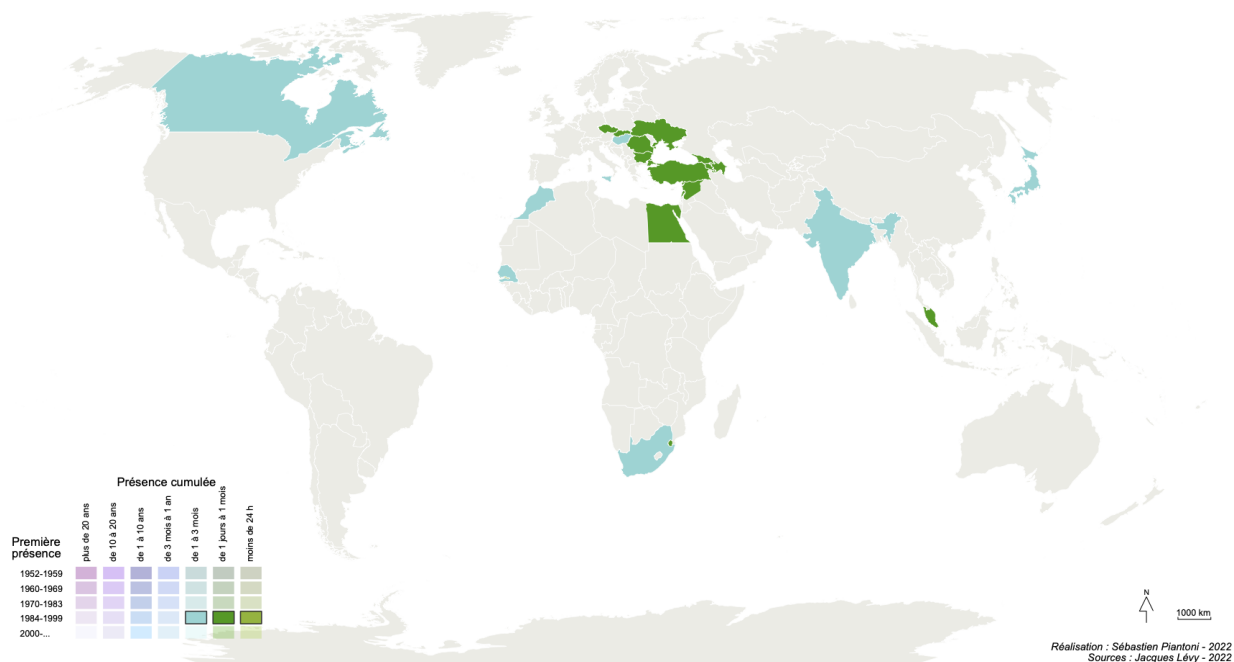 Présence cumulée
Première
présence
plus de 20 ans
de 10 à 20 ans
de 1 à 10 ans
de 3 mois à 1 an
de 1 à 3 mois
de 1 jours à 1 mois
moins de 24 h
1952-1959
1960-1969
1970-1983
1984-1999
2000-...
N
1000 km
Réalisation : Sébastien Piantoni - 2022
Sources : Jacques Lévy - 2022